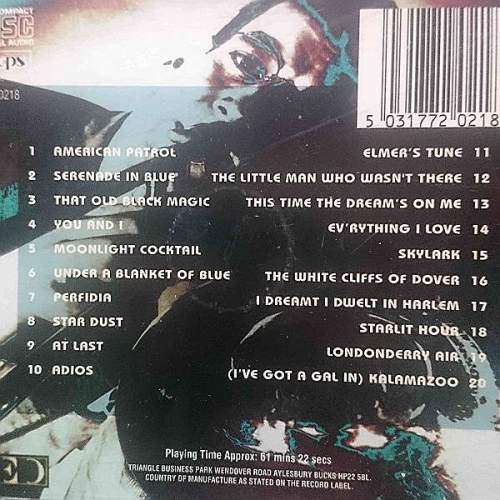 COMPACT
DISC
DIGITAL AUDIO
0218
5 031772 0218
1 AMERICAN PATROL
2 SERENADE IN BLUE
3 THAT OLD BLACK MAGIC
4 YOU AND I
5 MOONLIGHT COCKTAIL
6 UNDER A BLANKET OF BLUE
7 PERFIDIA
8 STAR DUST
9 AT LAST
10 ADIOS
ELMER'S TUNE 11
THE LITTLE MAN WHO WASN'T THERE 12
THIS TIME THE DREAM'S ON ME 13
EV'RYTHING I LOVE 14
SKYLARK 15
THE WHITE CLIFFS OF DOVER 16
I DREAMT I DWELT IN HARLEM 17
STARLIT HOUR 18
LONDONDERRY AIR 19
(I'VE GOT A GAL IN) KALAMAZOO 20
Playing Time Approx: 61 mins 22 secs
TRIANGLE BUSINESS PARK WENDOVER ROAD AYLESBURY BUCKS HP22 5BL.
COUNTRY OF MANUFACTURE AS STATED ON THE RECORD LABEL.